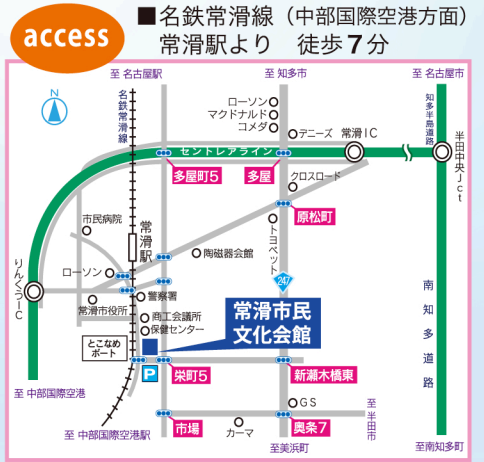 access
■名鉄常滑線（中部国際空港方面）
常滑駅より 徒歩7分
至 名古屋駅
至 知多市
至 名古屋市
N
名鉄常滑線
ローソン
マクドナルド
コメダ
デニーズ
常滑IC
知多半島道路
半田中央Jct
セントレアライン
多屋町5
多屋
クロスロード
市民病院
常滑駅
原松町
トヨペット
陶磁器会館
りんくうIC
ローソン
247
常滑市役所
警察署
商工会議所
保健センター
常滑市民
文化会館
南知多道路
とこなめ
ボート
P
栄町5
新瀬木橋東
至 中部国際空港
市場
カーマ
GS
奥条7
至 半田市
至 中部国際空港駅
至美浜町
至南知多町